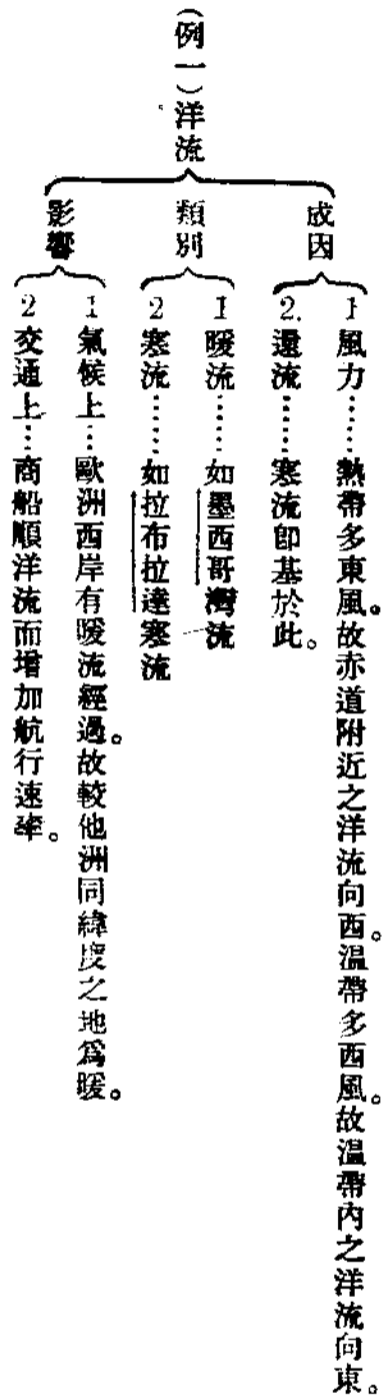 （例一）洋流
成因
1 風力……熱帶多東風。故赤道附近之洋流向西。溫帶多西風。故溫帶內之洋流向東。
2. 還流……寒流卽基於此。
類別
1 暖流……如墨西哥灣流
2 寒流……如拉布拉達寒流
影響
1 氣候上…歐洲西岸有暖流經過。故較他洲同緯度之地爲暖。
2 交通上…商船順洋流而增加航行速率。